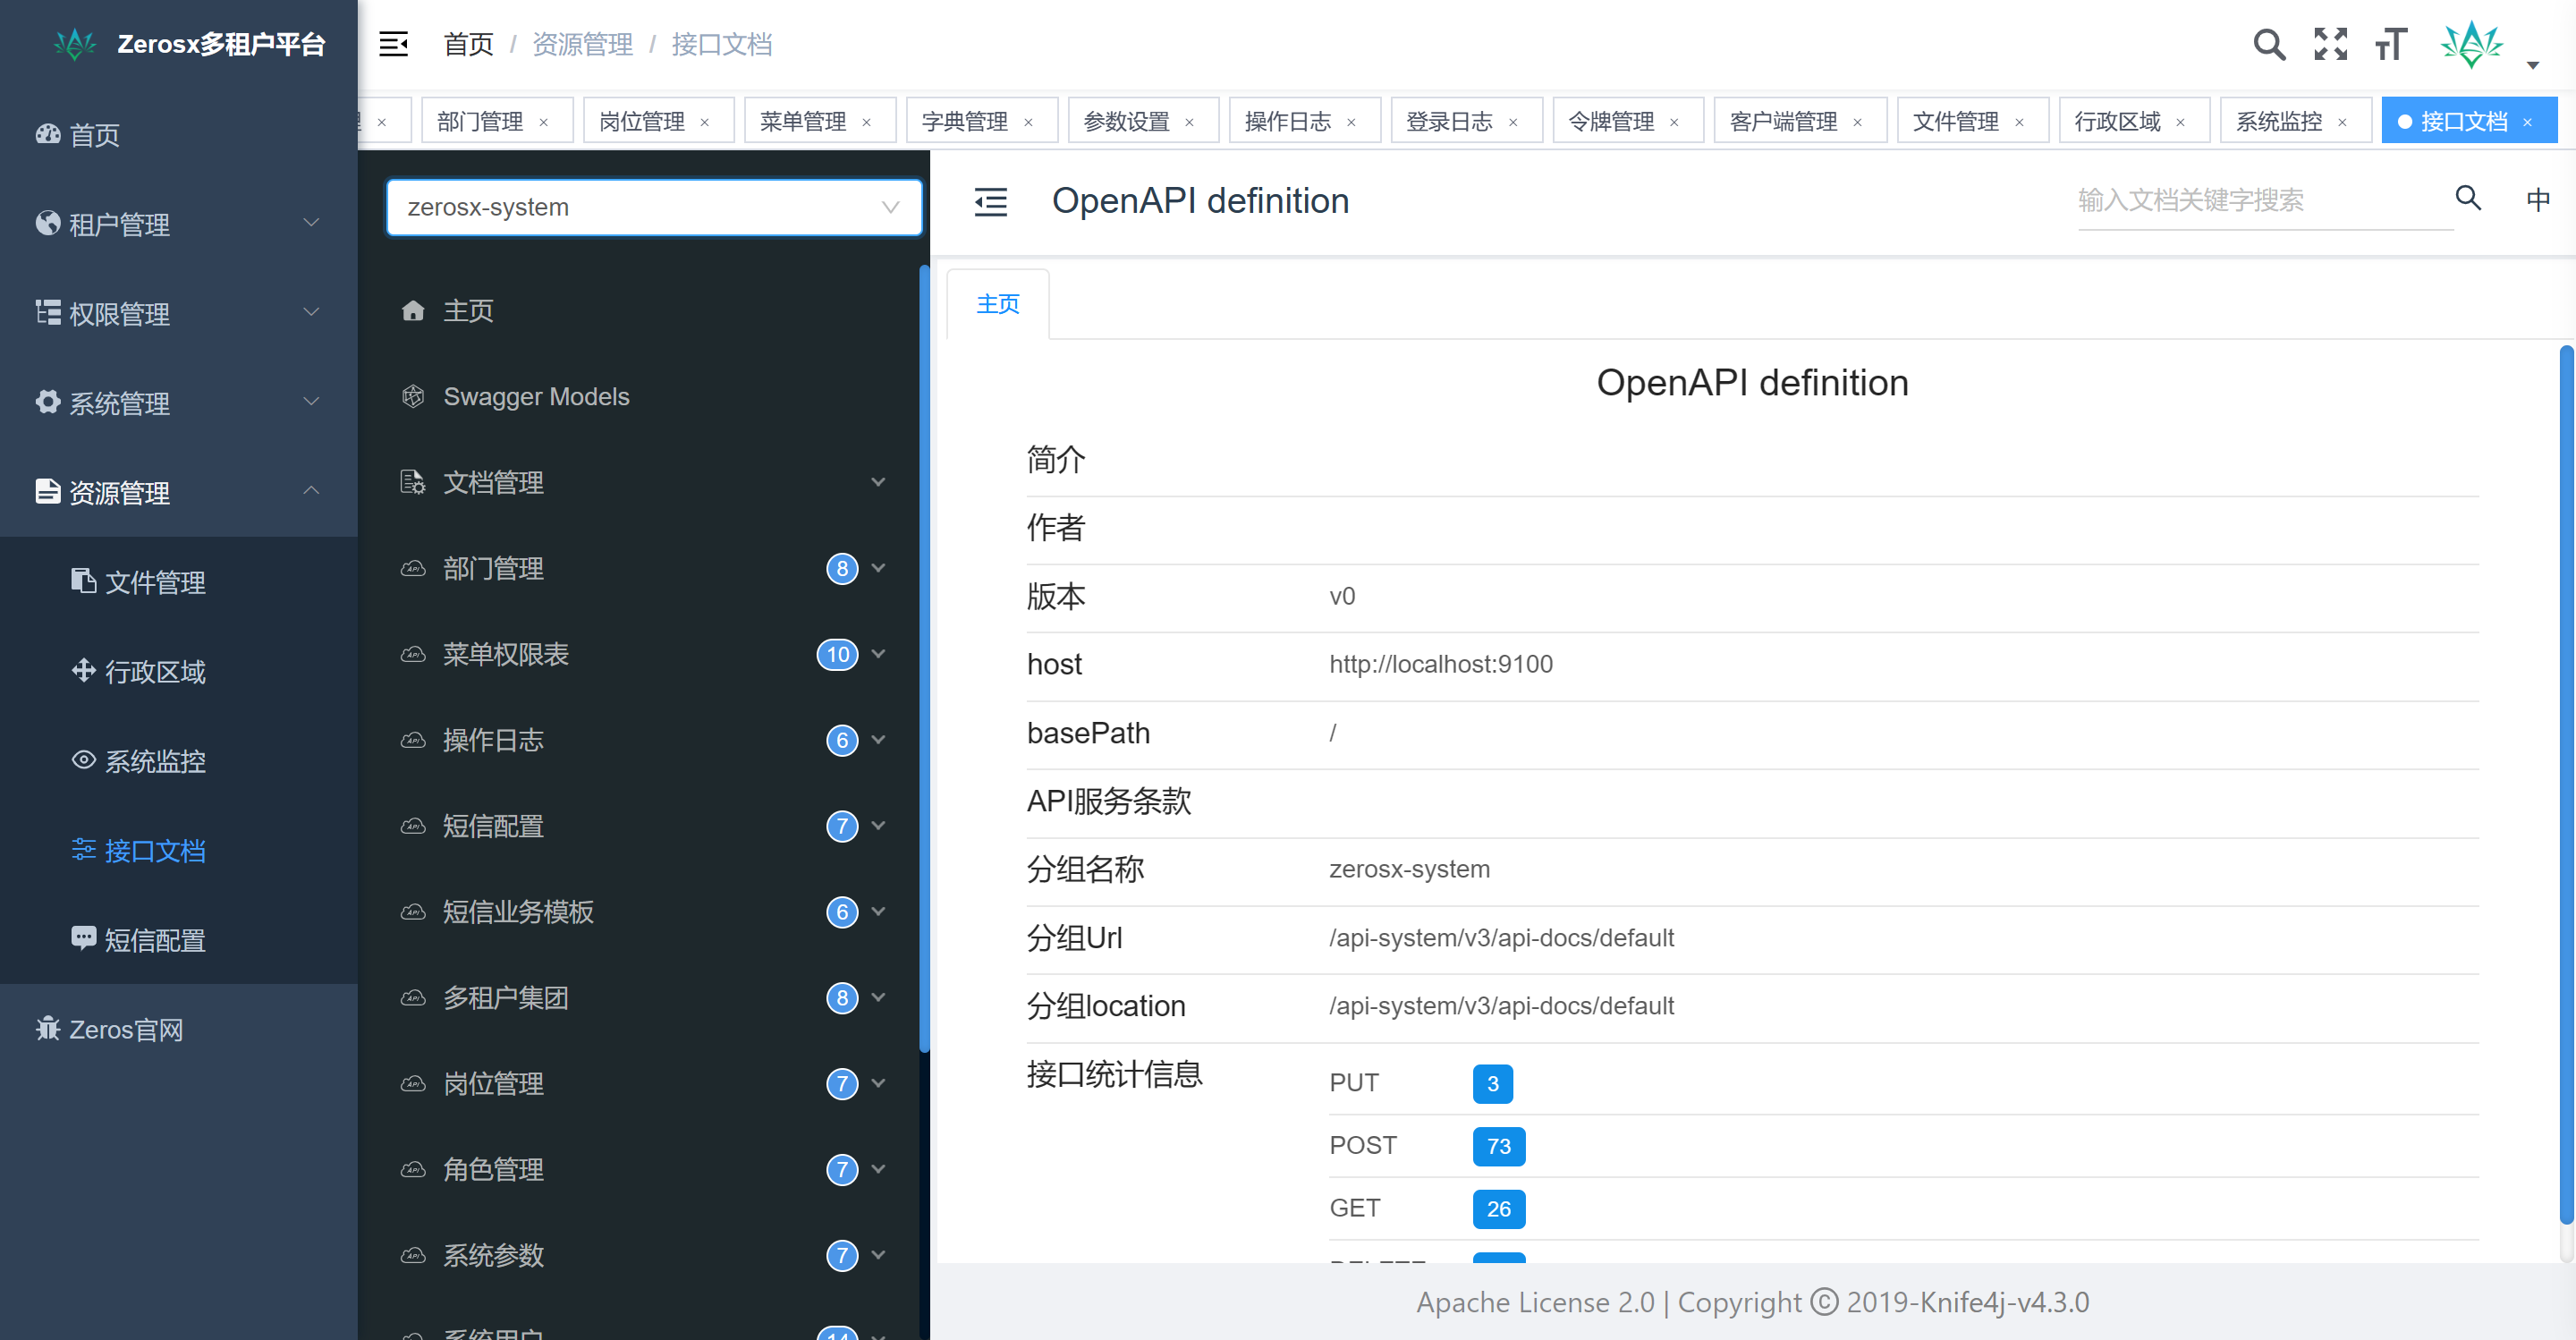 Zerosx多租户平台
首页
租户管理
权限管理
系统管理
资源管理
文件管理
行政区域
系统监控
接口文档
短信配置
Zeros官网
首页 / 资源管理 / 接口文档
部门管理 × 岗位管理 × 菜单管理 × 字典管理 × 参数设置 × 操作日志 × 登录日志 × 令牌管理 × 客户端管理 × 文件管理 × 行政区域 × 系统监控 × 接口文档 ×
zerosx-system
主页
Swagger Models
文档管理
部门管理 8
菜单权限表 10
操作日志 6
短信配置 7
短信业务模板 6
多租户集团 8
岗位管理 7
角色管理 7
系统参数 7
系统用户 14
OpenAPI definition
输入文档关键字搜索
中
主页
OpenAPI definition
简介
作者
版本 v0
host http://localhost:9100
basePath /
API服务条款
分组名称 zerosx-system
分组Url /api-system/v3/api-docs/default
分组location /api-system/v3/api-docs/default
接口统计信息
PUT 3
POST 73
GET 26
DELETE
Apache License 2.0 | Copyright © 2019-Knife4j-v4.3.0